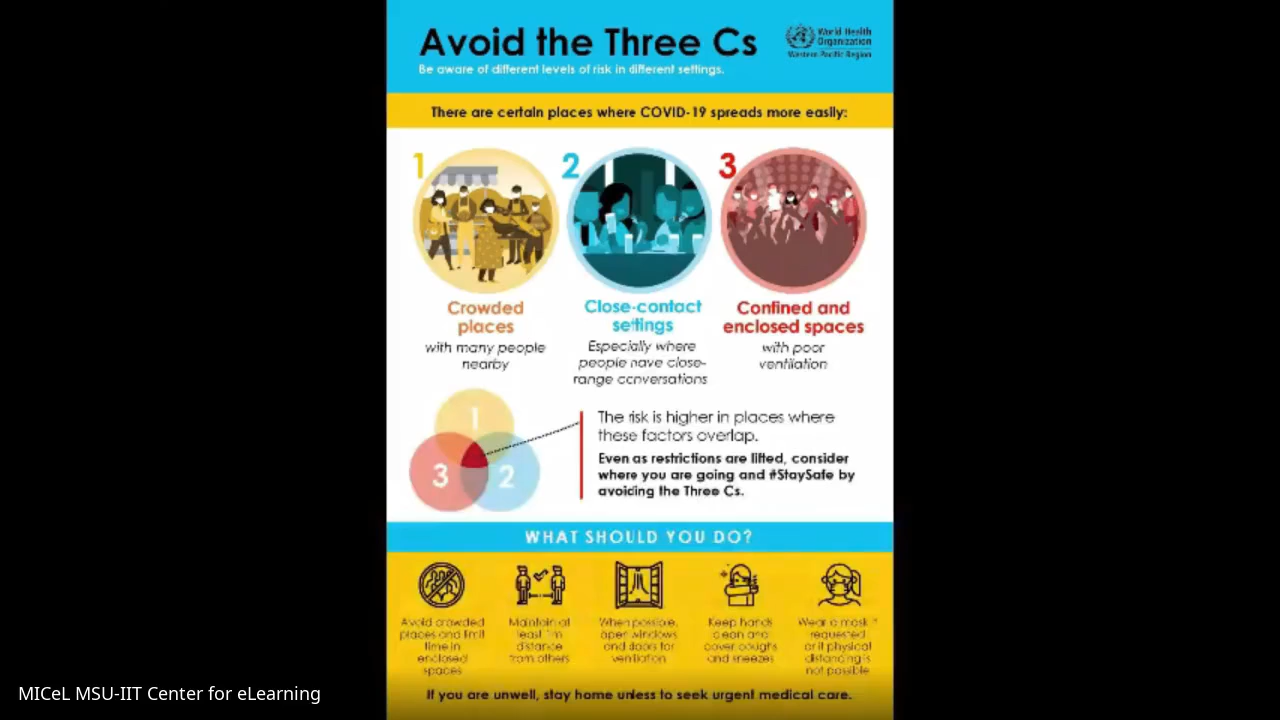 Avoid the Three Cs
Be aware of different levels of risk in different settings.
World Health
Organization
Western Pacific Region
There are certain places where COVID-19 spreads more easily:
1
2
3
Crowded
places
with many people
nearby
Close-contact
settings
Especially where
people have close-
range conversations
Confined and
enclosed spaces
with poor
ventilation
1
3
2
The risk is higher in places where
these factors overlap.
Even as restrictions are lifted, consider
where you are going and #StaySafe by
avoiding the Three Cs.
WHAT SHOULD YOU DO?
Avoid crowded
places and limit
time in
enclosed
spaces
Maintain at
least 1m
distance
from others
When possible,
open windows
and doors for
ventilation
Keep hands
clean and
cover coughs
and sneezes
Wear a mask if
requested
or if physical
distancing is
not possible
If you are unwell, stay home unless to seek urgent medical care.
MICeL MSU-IIT Center for eLearning